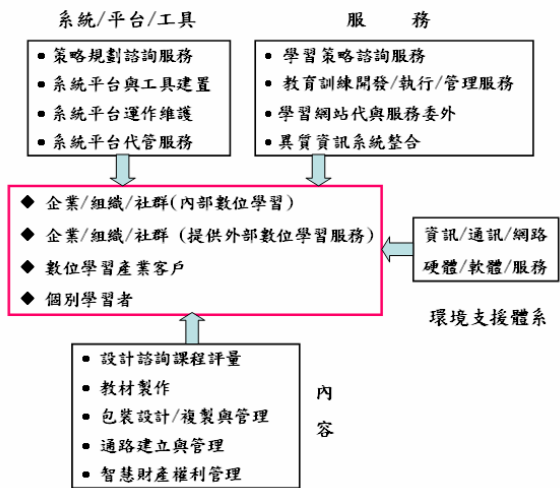 系統/平台/工具
服 務
• 策略規劃諮詢服務
• 系統平台與工具建置
• 系統平台運作維護
• 系統平台代管服務
• 學習策略諮詢服務
• 教育訓練開發/執行/管理服務
• 學習網站代與服務委外
• 異質資訊系統整合
◆ 企業/組織/社群(內部數位學習)
◆ 企業/組織/社群 (提供外部數位學習服務)
◆ 數位學習產業客戶
◆ 個別學習者
資訊/通訊/網路
硬體/軟體/服務
環境支援體系
• 設計諮詢課程評量
• 教材製作
• 包裝設計/複製與管理
• 通路建立與管理
• 智慧財產權利管理
內
容